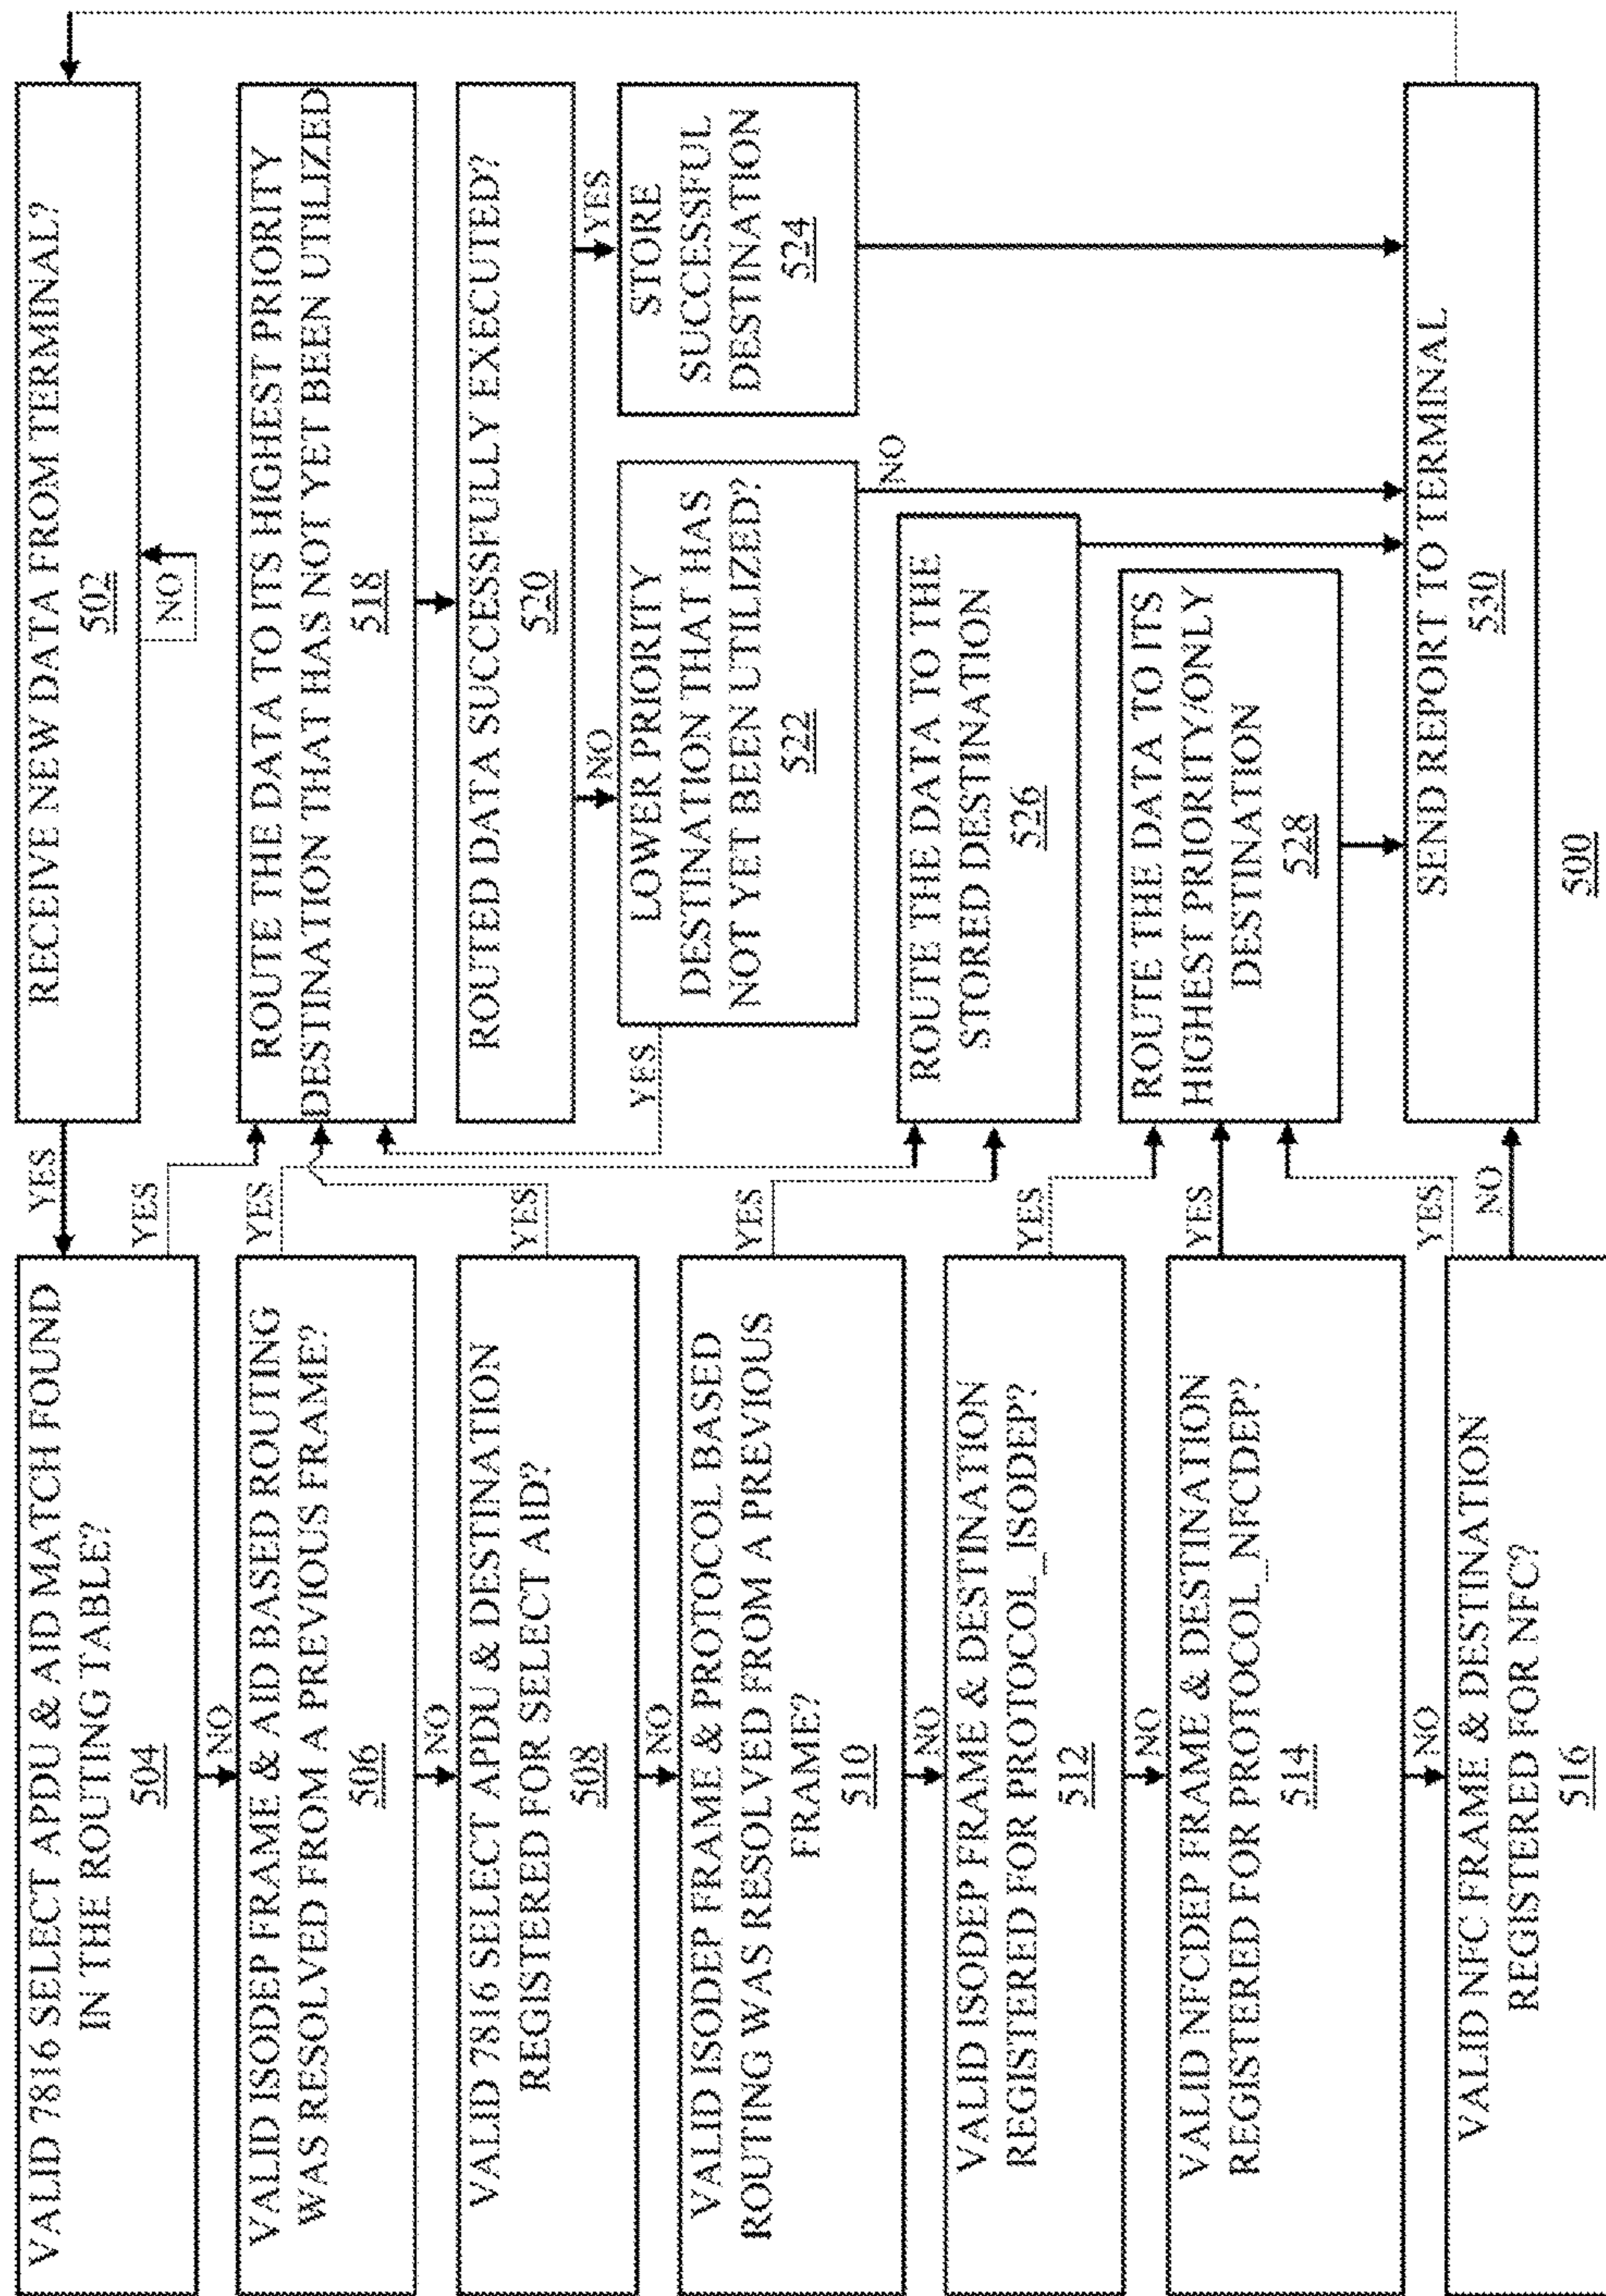 RECEIVE NEW DATA FROM TERMINAL?
502
NO
YES
VALID 7816 SELECT APDU & AID MATCH FOUND
IN THE ROUTING TABLE?
504
YES
NO
VALID ISODEP FRAME & AID BASED ROUTING
WAS RESOLVED FROM A PREVIOUS FRAME?
506
YES
NO
VALID 7816 SELECT APDU & DESTINATION
REGISTERED FOR SELECT AID?
508
YES
NO
VALID ISODEP FRAME & PROTOCOL BASED
ROUTING WAS RESOLVED FROM A PREVIOUS
FRAME?
510
YES
NO
VALID ISODEP FRAME & DESTINATION
REGISTERED FOR PROTOCOL_ISODEP?
512
YES
NO
VALID NFCDEP FRAME & DESTINATION
REGISTERED FOR PROTOCOL_NFCDEP?
514
YES
NO
VALID NFC FRAME & DESTINATION
REGISTERED FOR NFC?
516
YES
NO
ROUTE THE DATA TO ITS HIGHEST PRIORITY
DESTINATION THAT HAS NOT YET BEEN UTILIZED
518
ROUTED DATA SUCCESSFULLY EXECUTED?
520
NO
YES
LOWER PRIORITY
DESTINATION THAT HAS
NOT YET BEEN UTILIZED?
522
YES
NO
STORE
SUCCESSFUL
DESTINATION
524
ROUTE THE DATA TO THE
STORED DESTINATION
526
ROUTE THE DATA TO ITS
HIGHEST PRIORITY/ONLY
DESTINATION
528
SEND REPORT TO TERMINAL
530
500